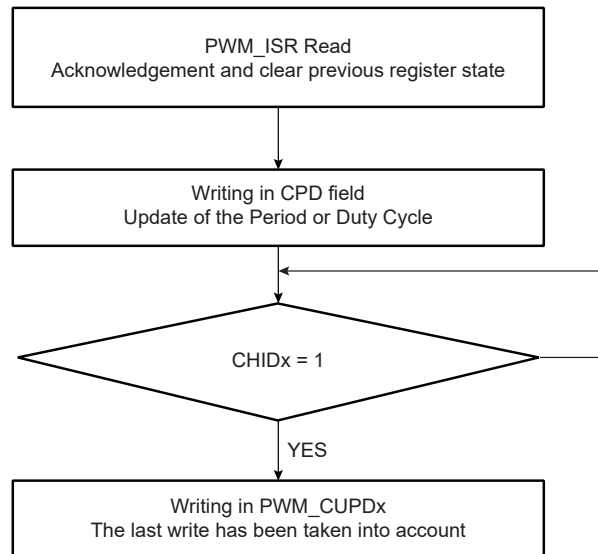 PWM_ISR Read
Acknowledgement and clear previous register state
Writing in CPD field
Update of the Period or Duty Cycle
CHIDx = 1
YES
Writing in PWM_CUPDx
The last write has been taken into account